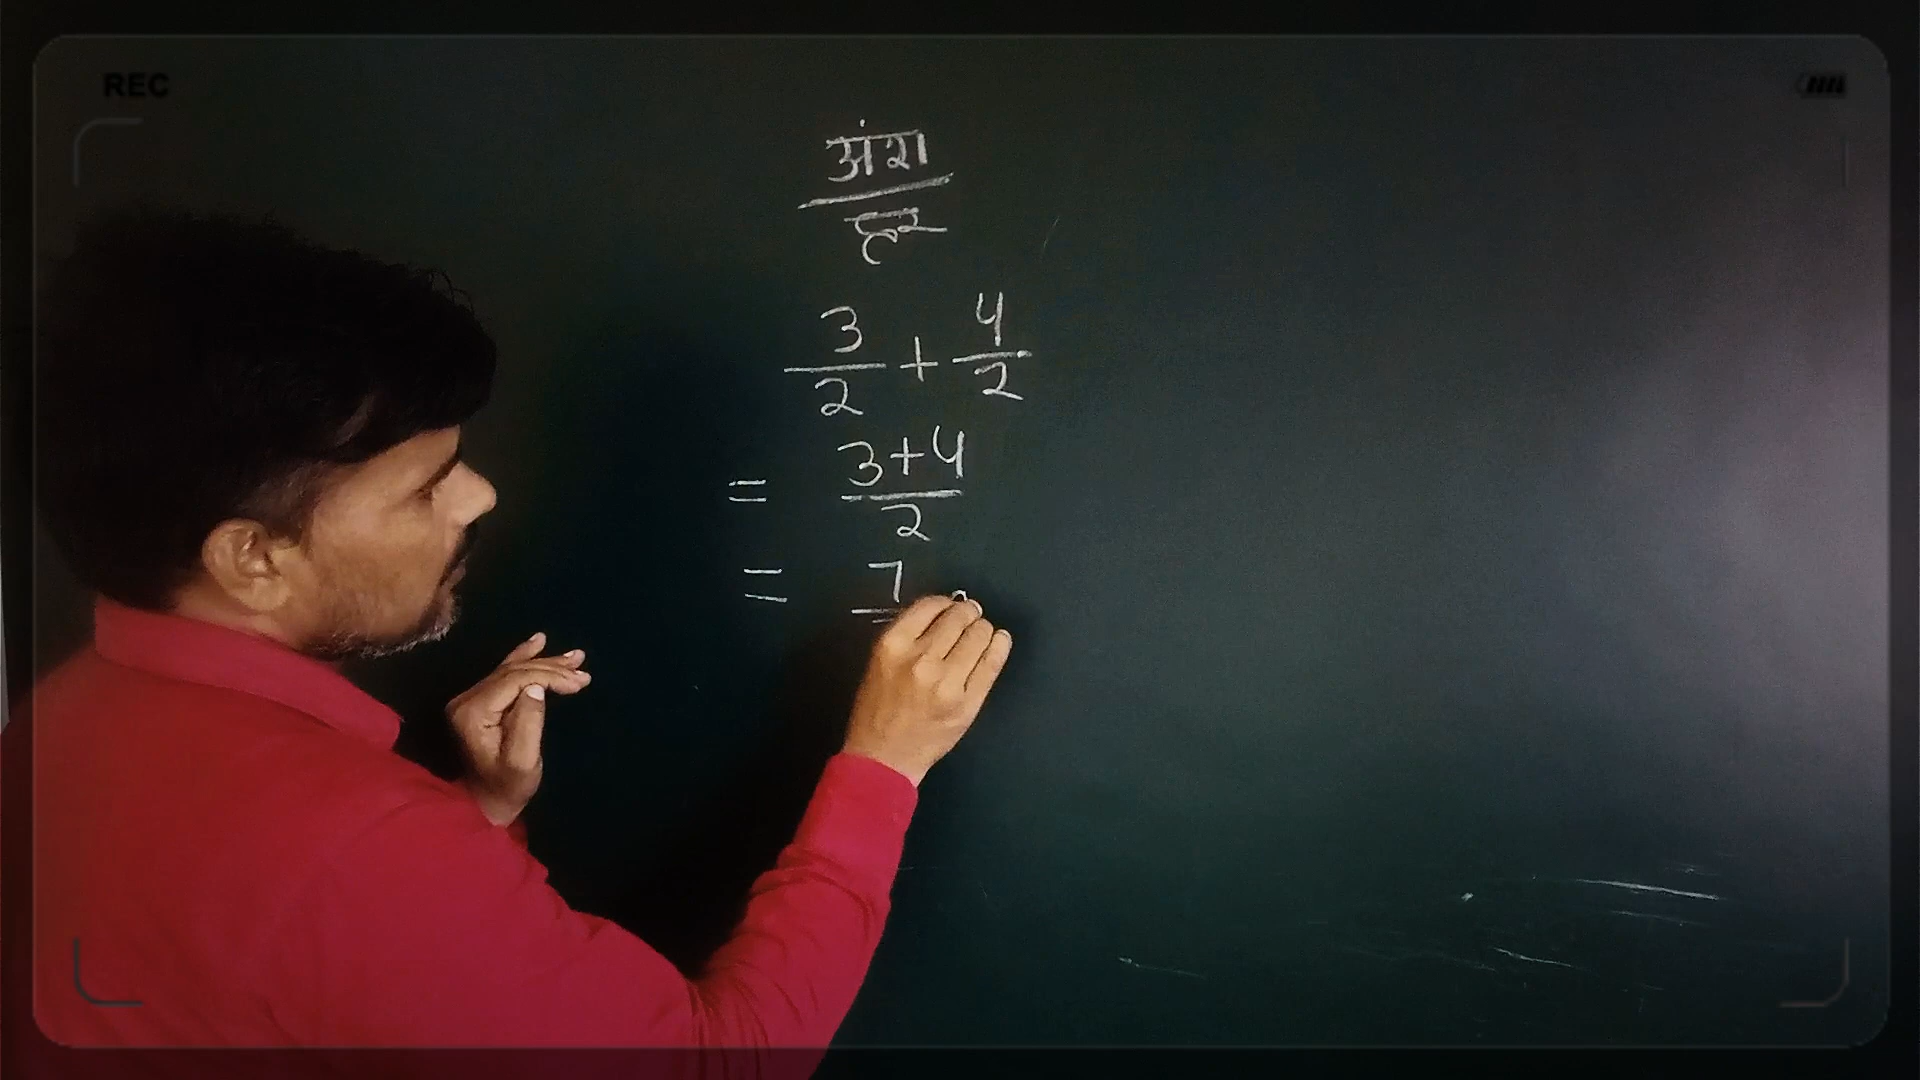 REC
अंश
हर
3/2 + 4/2
= 3+4/2
= 7